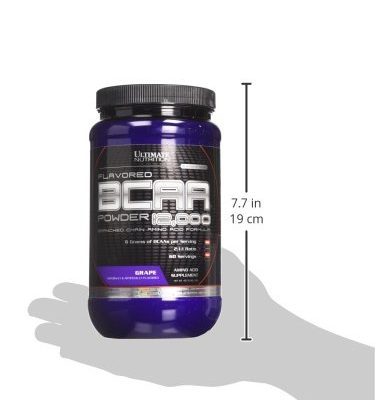 ULTIMATE
NUTRITION
FLAVORED
BCAA
POWDER 12,000
BRANCHED CHAIN AMINO ACID FORMULA
6 Grams of BCAAs per Serving
2:1:1 Ratio
60 Servings
GRAPE
AMINO ACID
SUPPLEMENT
7.7 in
19 cm